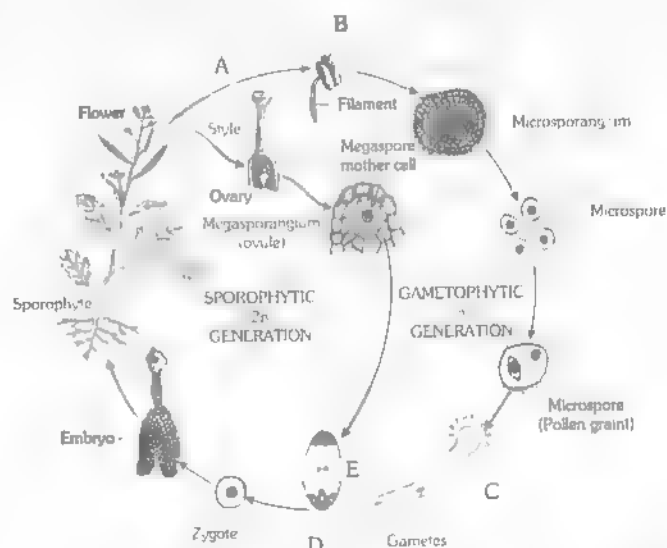 B
A
Flower
Filament
Style
Microsporangium
Megaspore
mother cell
Ovary
Megasporangium
(ovule)
Microspore
Sporophyte
SPOROPHYTIC
2n
GENERATION
GAMETOPHYTIC
n
GENERATION
Microspore
(Pollen graint)
Embryo
E
C
Zygote
D
Gametes